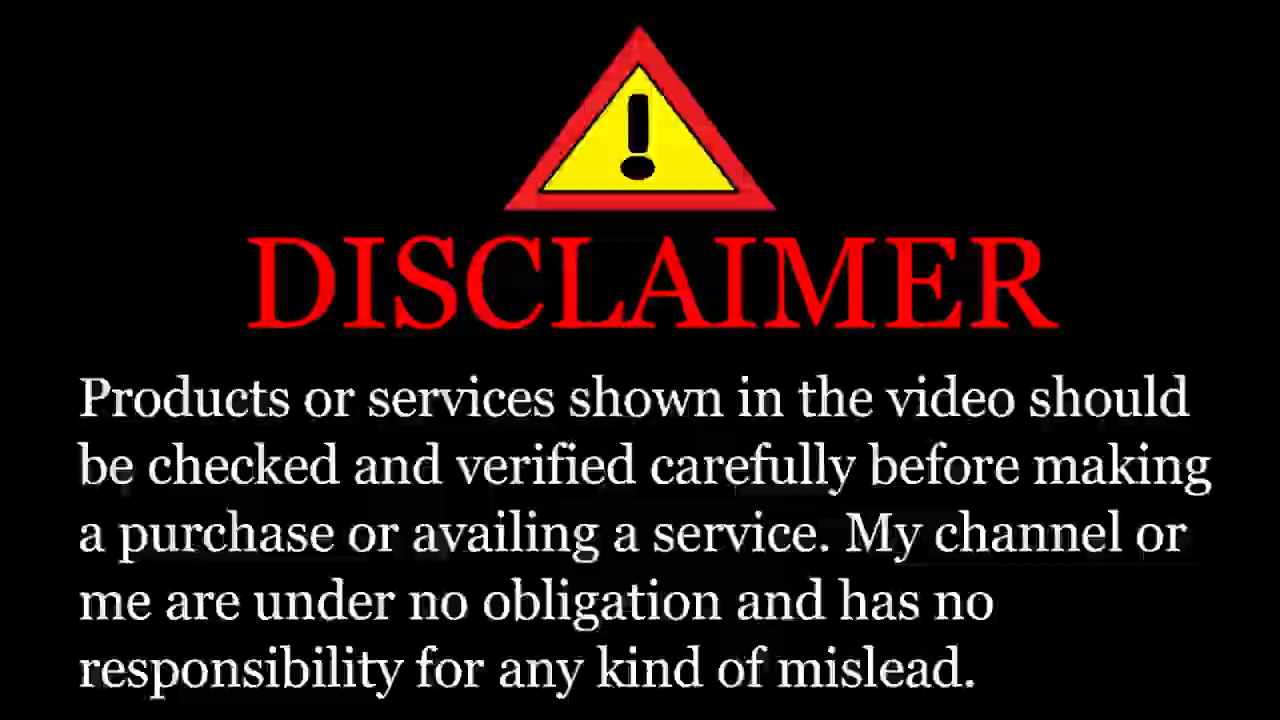 DISCLAIMER
Products or services shown in the video should
be checked and verified carefully before making
a purchase or availing a service. My channel or
me are under no obligation and has no
responsibility for any kind of mislead.